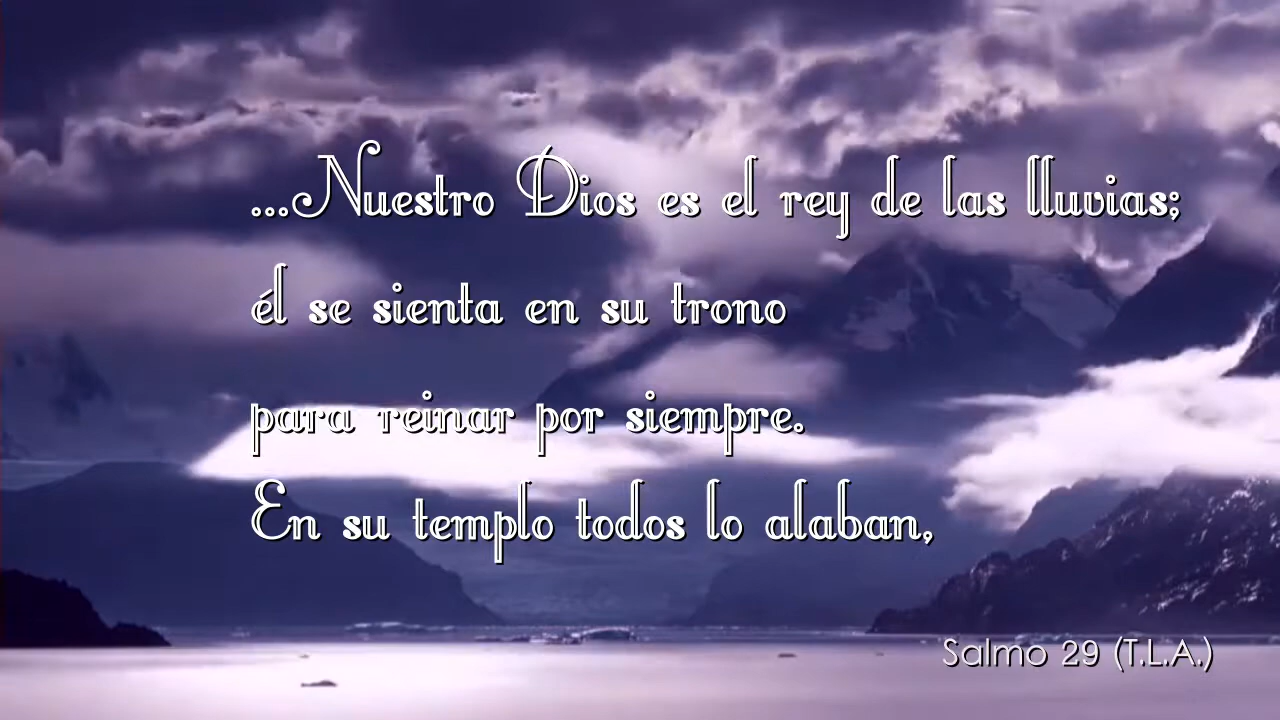 ...Nuestro Dios es el rey de las lluvias;
él se sienta en su trono
para reinar por siempre.
En su templo todos lo alaban,
Salmo 29 (T.L.A.)